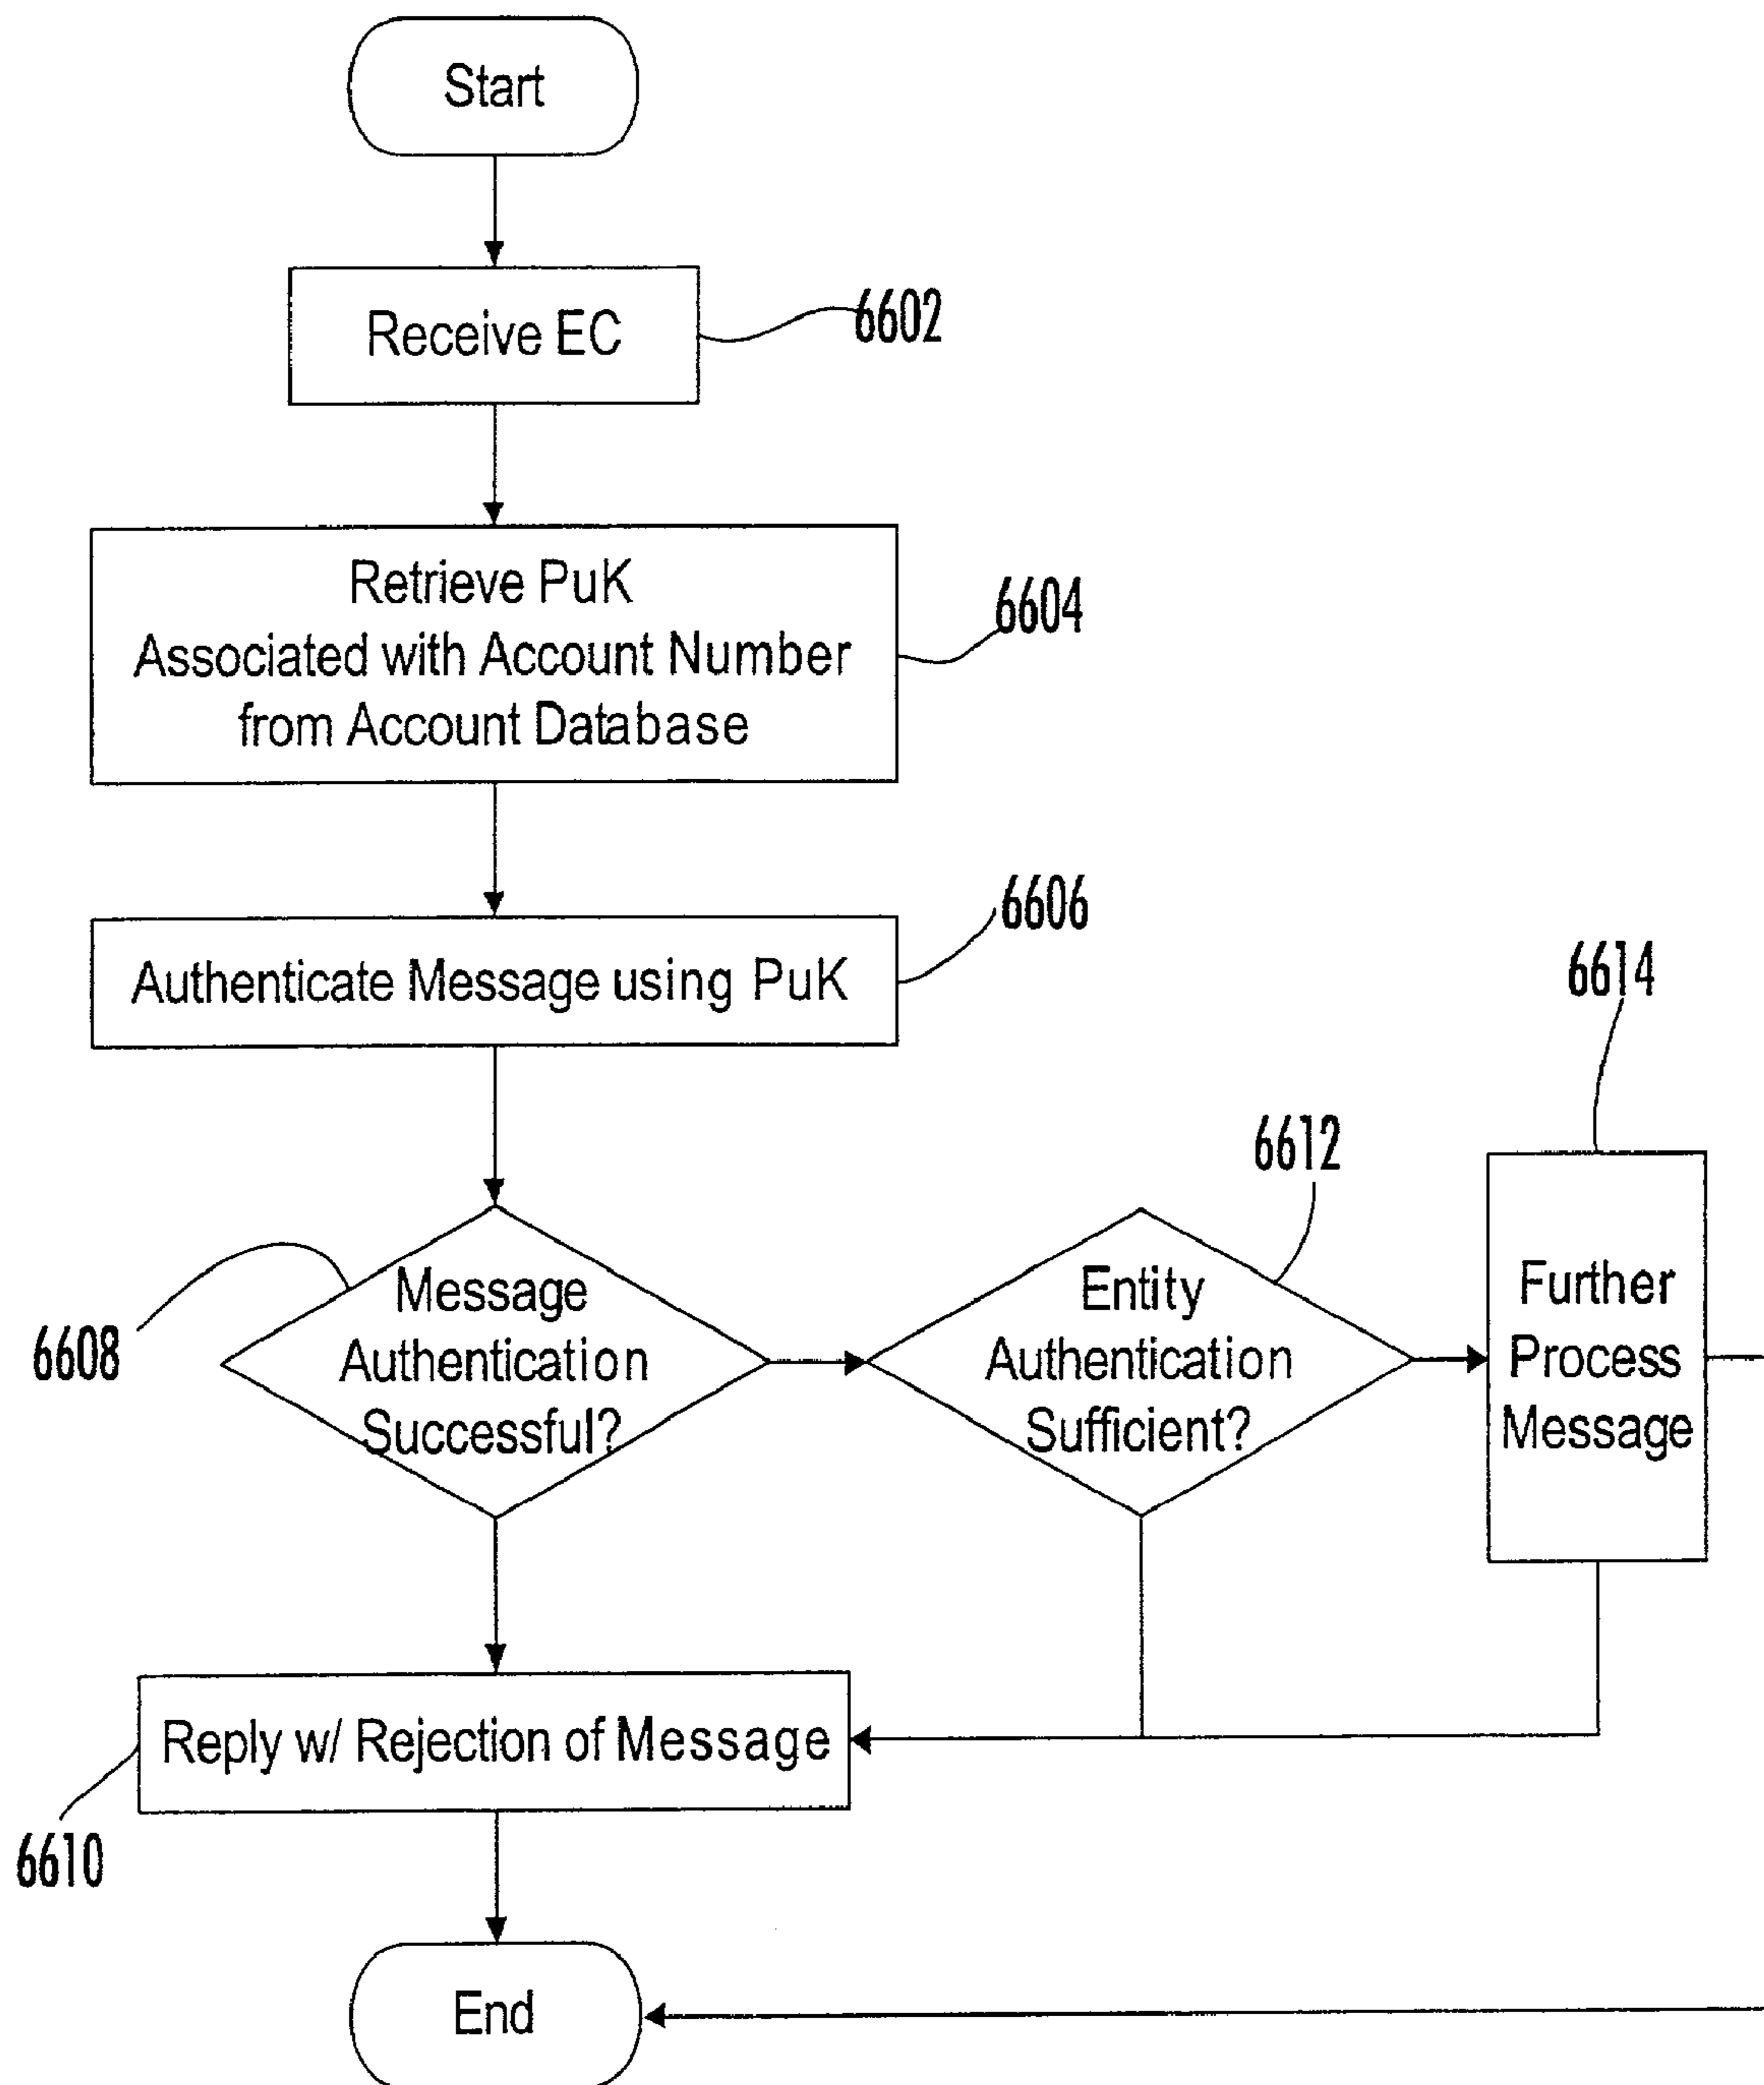 Start
Receive EC
6602
Retrieve PuK
Associated with Account Number
from Account Database
6604
Authenticate Message using PuK
6606
6608
Message
Authentication
Successful?
6612
Entity
Authentication
Sufficient?
6614
Further
Process
Message
Reply w/ Rejection of Message
6610
End